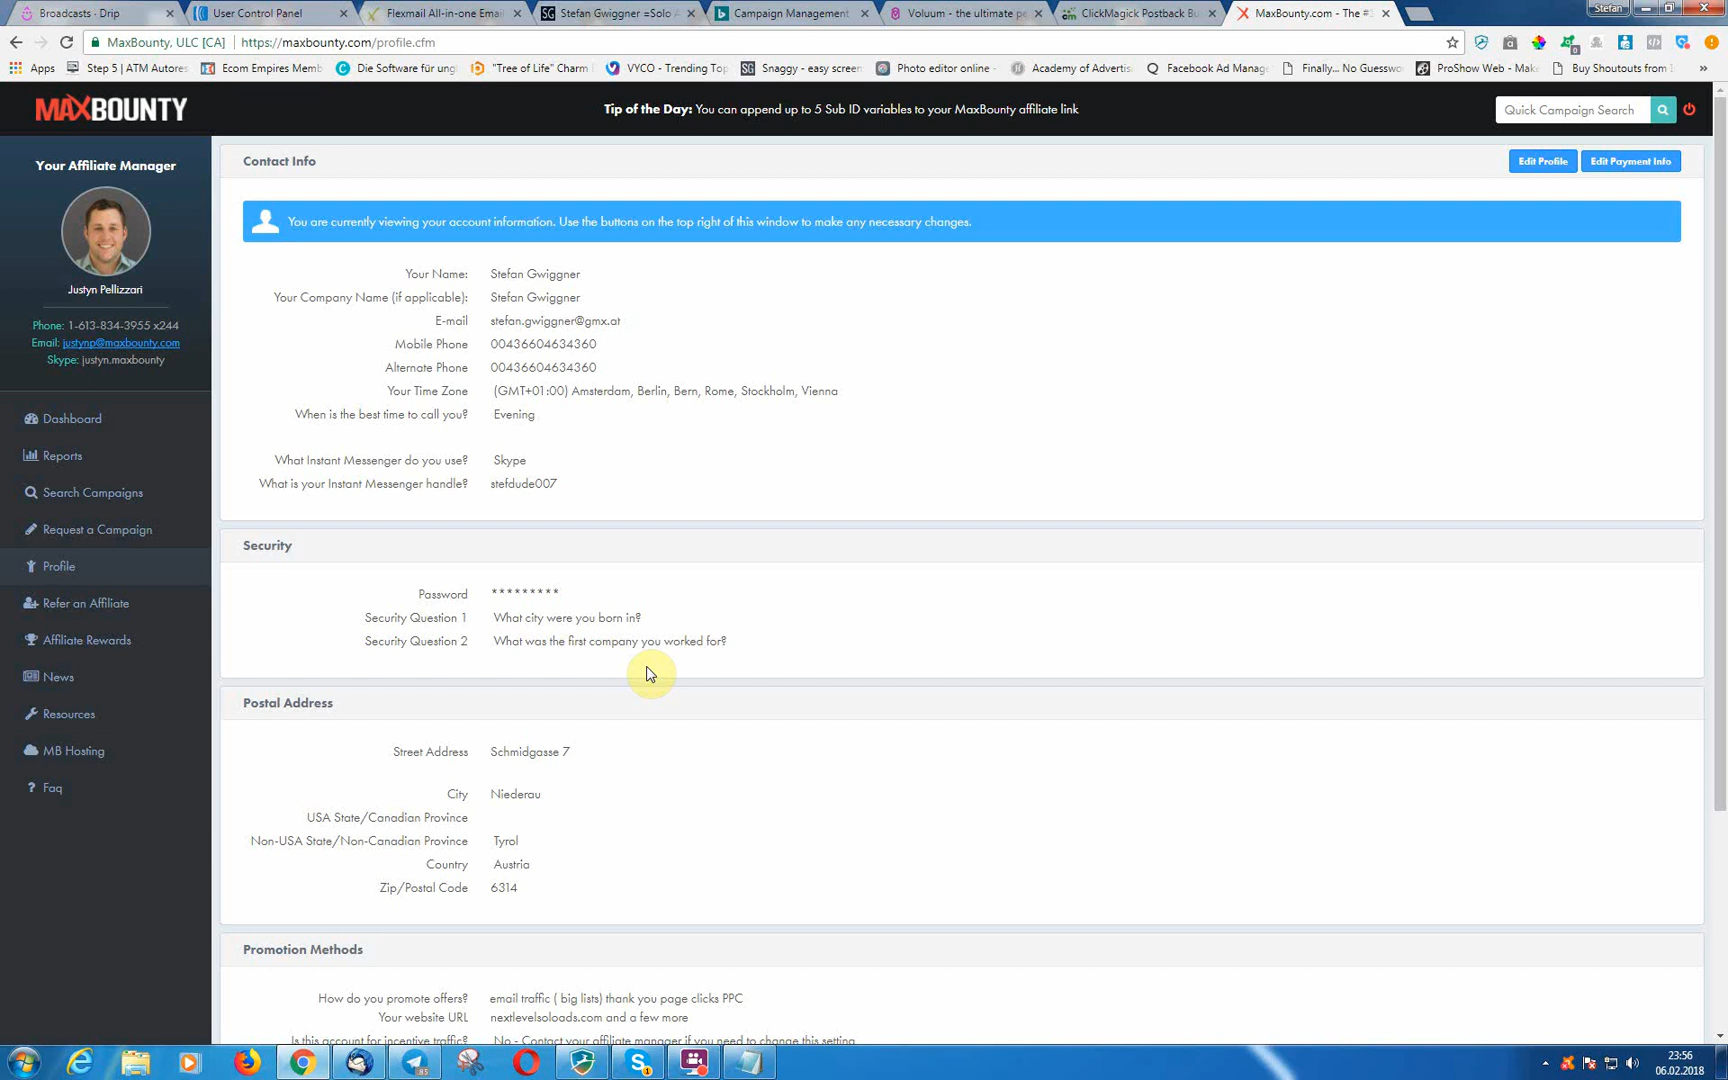 Broadcasts - Drip
User Control Panel
Flexmail All-in-one Email
Stefan Gwiggner =Solo A
Campaign Management
Voluum - the ultimate pe
ClickMagick Postback Bu
MaxBounty.com - The #1
Stefan
MaxBounty, ULC [CA]
https://maxbounty.com/profile.cfm
Apps
Step 5 | ATM Autores
Ecom Empires Memb
Die Software für ung
"Tree of Life" Charm
VYCO - Trending Top
Snaggy - easy screen
Photo editor online -
Academy of Advertis
Facebook Ad Manag
Finally... No Guesswo
ProShow Web - Make
Buy Shoutouts from
»
MAXBOUNTY
Tip of the Day: You can append up to 5 Sub ID variables to your MaxBounty affiliate link
Quick Campaign Search
Your Affiliate Manager
Justyn Pellizzari
Phone: 1-613-834-3955 x244
Email: justynp@maxbounty.com
Skype: justyn.maxbounty
Dashboard
Reports
Search Campaigns
Request a Campaign
Profile
Refer an Affiliate
Affiliate Rewards
News
Resources
MB Hosting
? Faq
Contact Info
Edit Profile
Edit Payment Info
You are currently viewing your account information. Use the buttons on the top right of this window to make any necessary changes.
Your Name: Stefan Gwiggner
Your Company Name (if applicable): Stefan Gwiggner
E-mail stefan.gwiggner@gmx.at
Mobile Phone 00436604634360
Alternate Phone 00436604634360
Your Time Zone (GMT+01:00) Amsterdam, Berlin, Bern, Rome, Stockholm, Vienna
When is the best time to call you? Evening
What Instant Messenger do you use? Skype
What is your Instant Messenger handle? stefdude007
Security
Password *********
Security Question 1 What city were you born in?
Security Question 2 What was the first company you worked for?
Postal Address
Street Address Schmidgasse 7
City Niederau
USA State/Canadian Province
Non-USA State/Non-Canadian Province Tyrol
Country Austria
Zip/Postal Code 6314
Promotion Methods
How do you promote offers? email traffic ( big lists) thank you page clicks PPC
Your website URL nextlevelsoloads.com and a few more
Is this account for incentive traffic? No - Contact your affiliate manager if you need to change this setting
23:56
06.02.2018